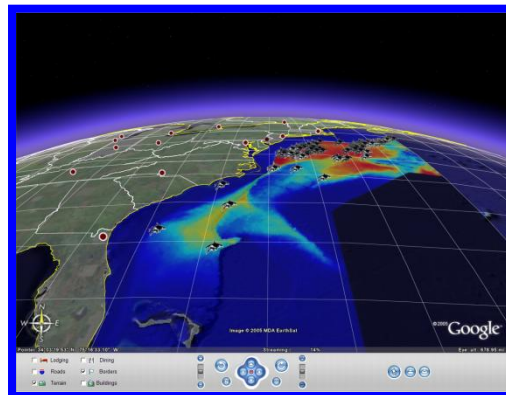 N
W E
Image © 2005 MDA EarthSat
©2005 Google
Streaming
Lodging
Dining
Roads
Borders
Terrain
Buildings